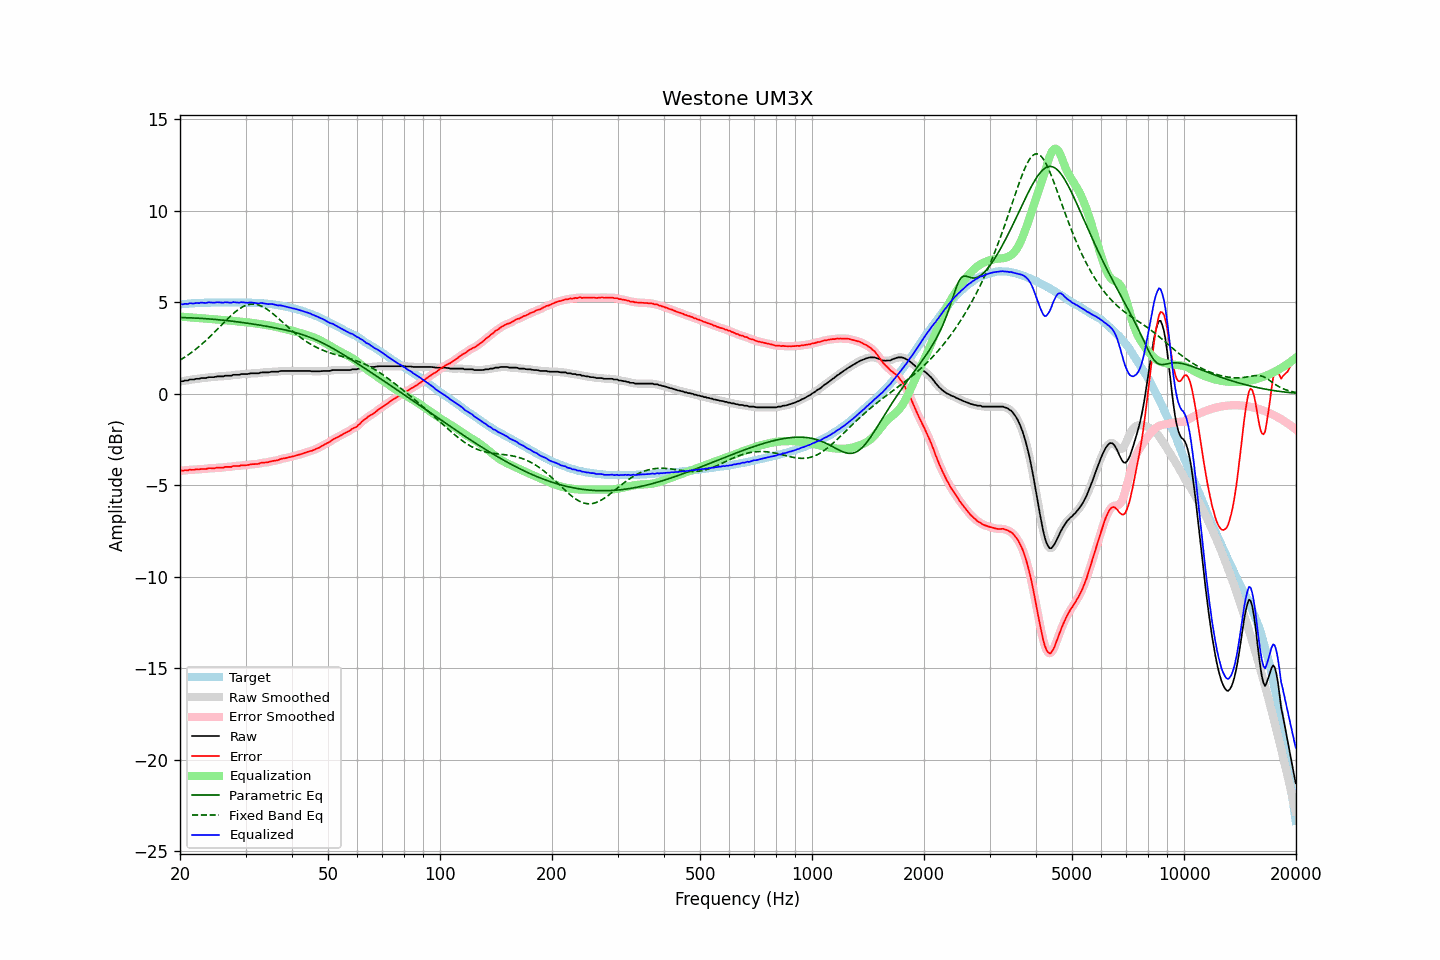 Westone UM3X
Amplitude (dBr)
15
10
5
0
−5
−10
−15
−20
−25
Target
Raw Smoothed
Error Smoothed
Raw
Error
Equalization
Parametric Eq
Fixed Band Eq
Equalized
20 50 100 200 500 1000 2000 5000 10000 20000
Frequency (Hz)